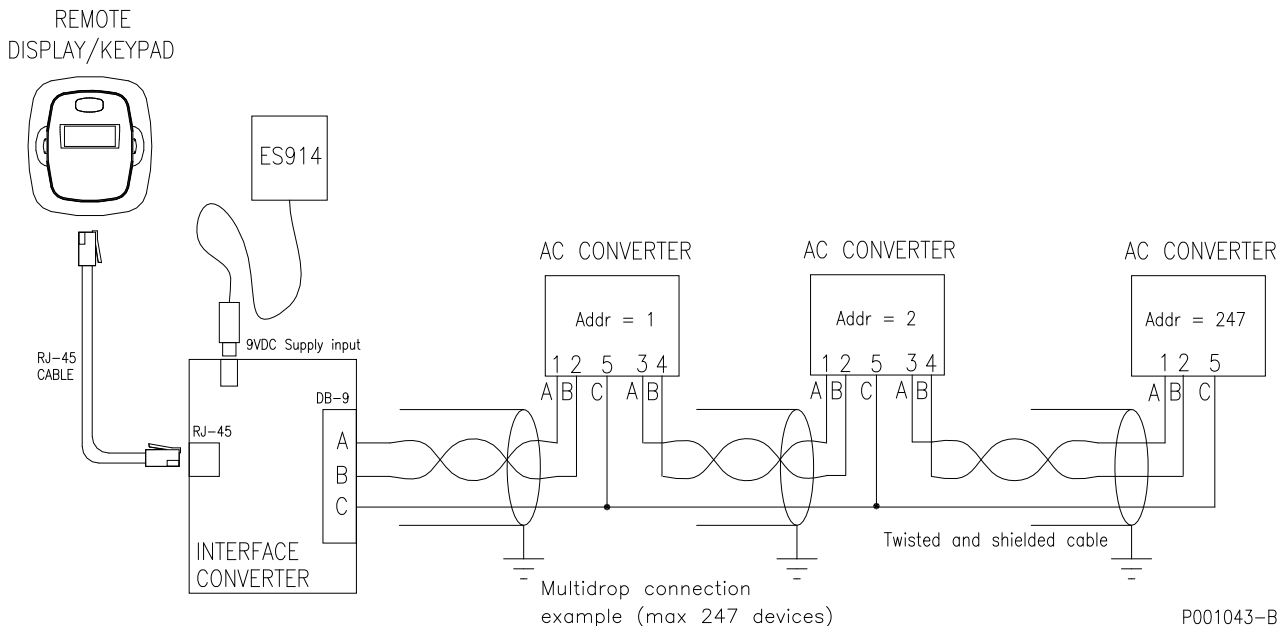 REMOTE
DISPLAY/KEYPAD
ES914
RJ-45
CABLE
9VDC Supply input
DB-9
RJ-45
A
B
C
INTERFACE
CONVERTER
AC CONVERTER
Addr = 1
1 2 5 3 4
A B C A B
AC CONVERTER
Addr = 2
1 2 5 3 4
A B C A B
AC CONVERTER
Addr = 247
1 2 5
A B C
Twisted and shielded cable
Multidrop connection
example (max 247 devices)
P001043-B